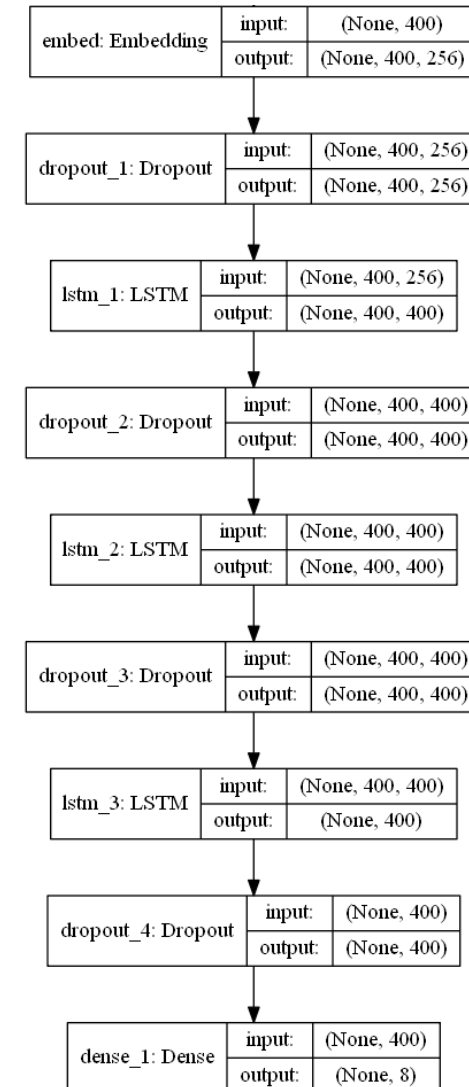 embed: Embedding
input: (None, 400)
output: (None, 400, 256)
dropout_1: Dropout
input: (None, 400, 256)
output: (None, 400, 256)
lstm_1: LSTM
input: (None, 400, 256)
output: (None, 400, 400)
dropout_2: Dropout
input: (None, 400, 400)
output: (None, 400, 400)
lstm_2: LSTM
input: (None, 400, 400)
output: (None, 400, 400)
dropout_3: Dropout
input: (None, 400, 400)
output: (None, 400, 400)
lstm_3: LSTM
input: (None, 400, 400)
output: (None, 400)
dropout_4: Dropout
input: (None, 400)
output: (None, 400)
dense_1: Dense
input: (None, 400)
output: (None, 8)